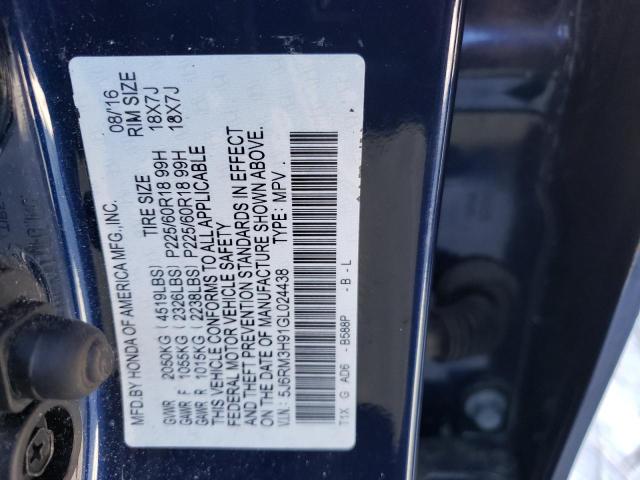 MFD.BY HONDA OF AMERICA MFG.,INC. 08/16
TIRE SIZE RIM SIZE
GVWR 2050KG (4519LBS)
GAWR F 1055KG (2326LBS) P225/60R18 99H 18X7J
GAWR R 1015KG (2238LBS) P225/60R18 99H 18X7J
THIS VEHICLE CONFORMS TO ALL APPLICABLE
FEDERAL MOTOR VEHICLE SAFETY
AND THEFT PREVENTION STANDARDS IN EFFECT
ON THE DATE OF MANUFACTURE SHOWN ABOVE.
V.I.N.: 5J6RM3H91GL024438 TYPE: MPV
T1X G AD6 - B588P - B - L